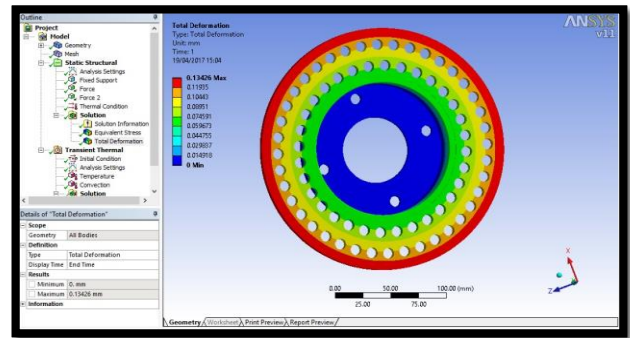 Outline
Project
Model
Geometry
Mesh
Static Structural
Analysis Settings
Fixed Support
Force
Force 2
Thermal Condition
Solution
Solution Information
Equivalent Stress
Total Deformation
Transient Thermal
Initial Condition
Analysis Settings
Temperature
Convection
Solution
Details of "Total Deformation"
Scope
Geometry All Bodies
Definition
Type Total Deformation
Display Time End Time
Results
Minimum 0. mm
Maximum 0.13426 mm
Information
Total Deformation
Type: Total Deformation
Unit: mm
Time: 1
19/04/2017 15:04
0.13426 Max
0.11935
0.10443
0.08951
0.074591
0.059673
0.044755
0.029837
0.014918
0 Min
ANSYS
v11
0.00 50.00 100.00 (mm)
25.00 75.00
X
Z
Geometry Worksheet Print Preview Report Preview